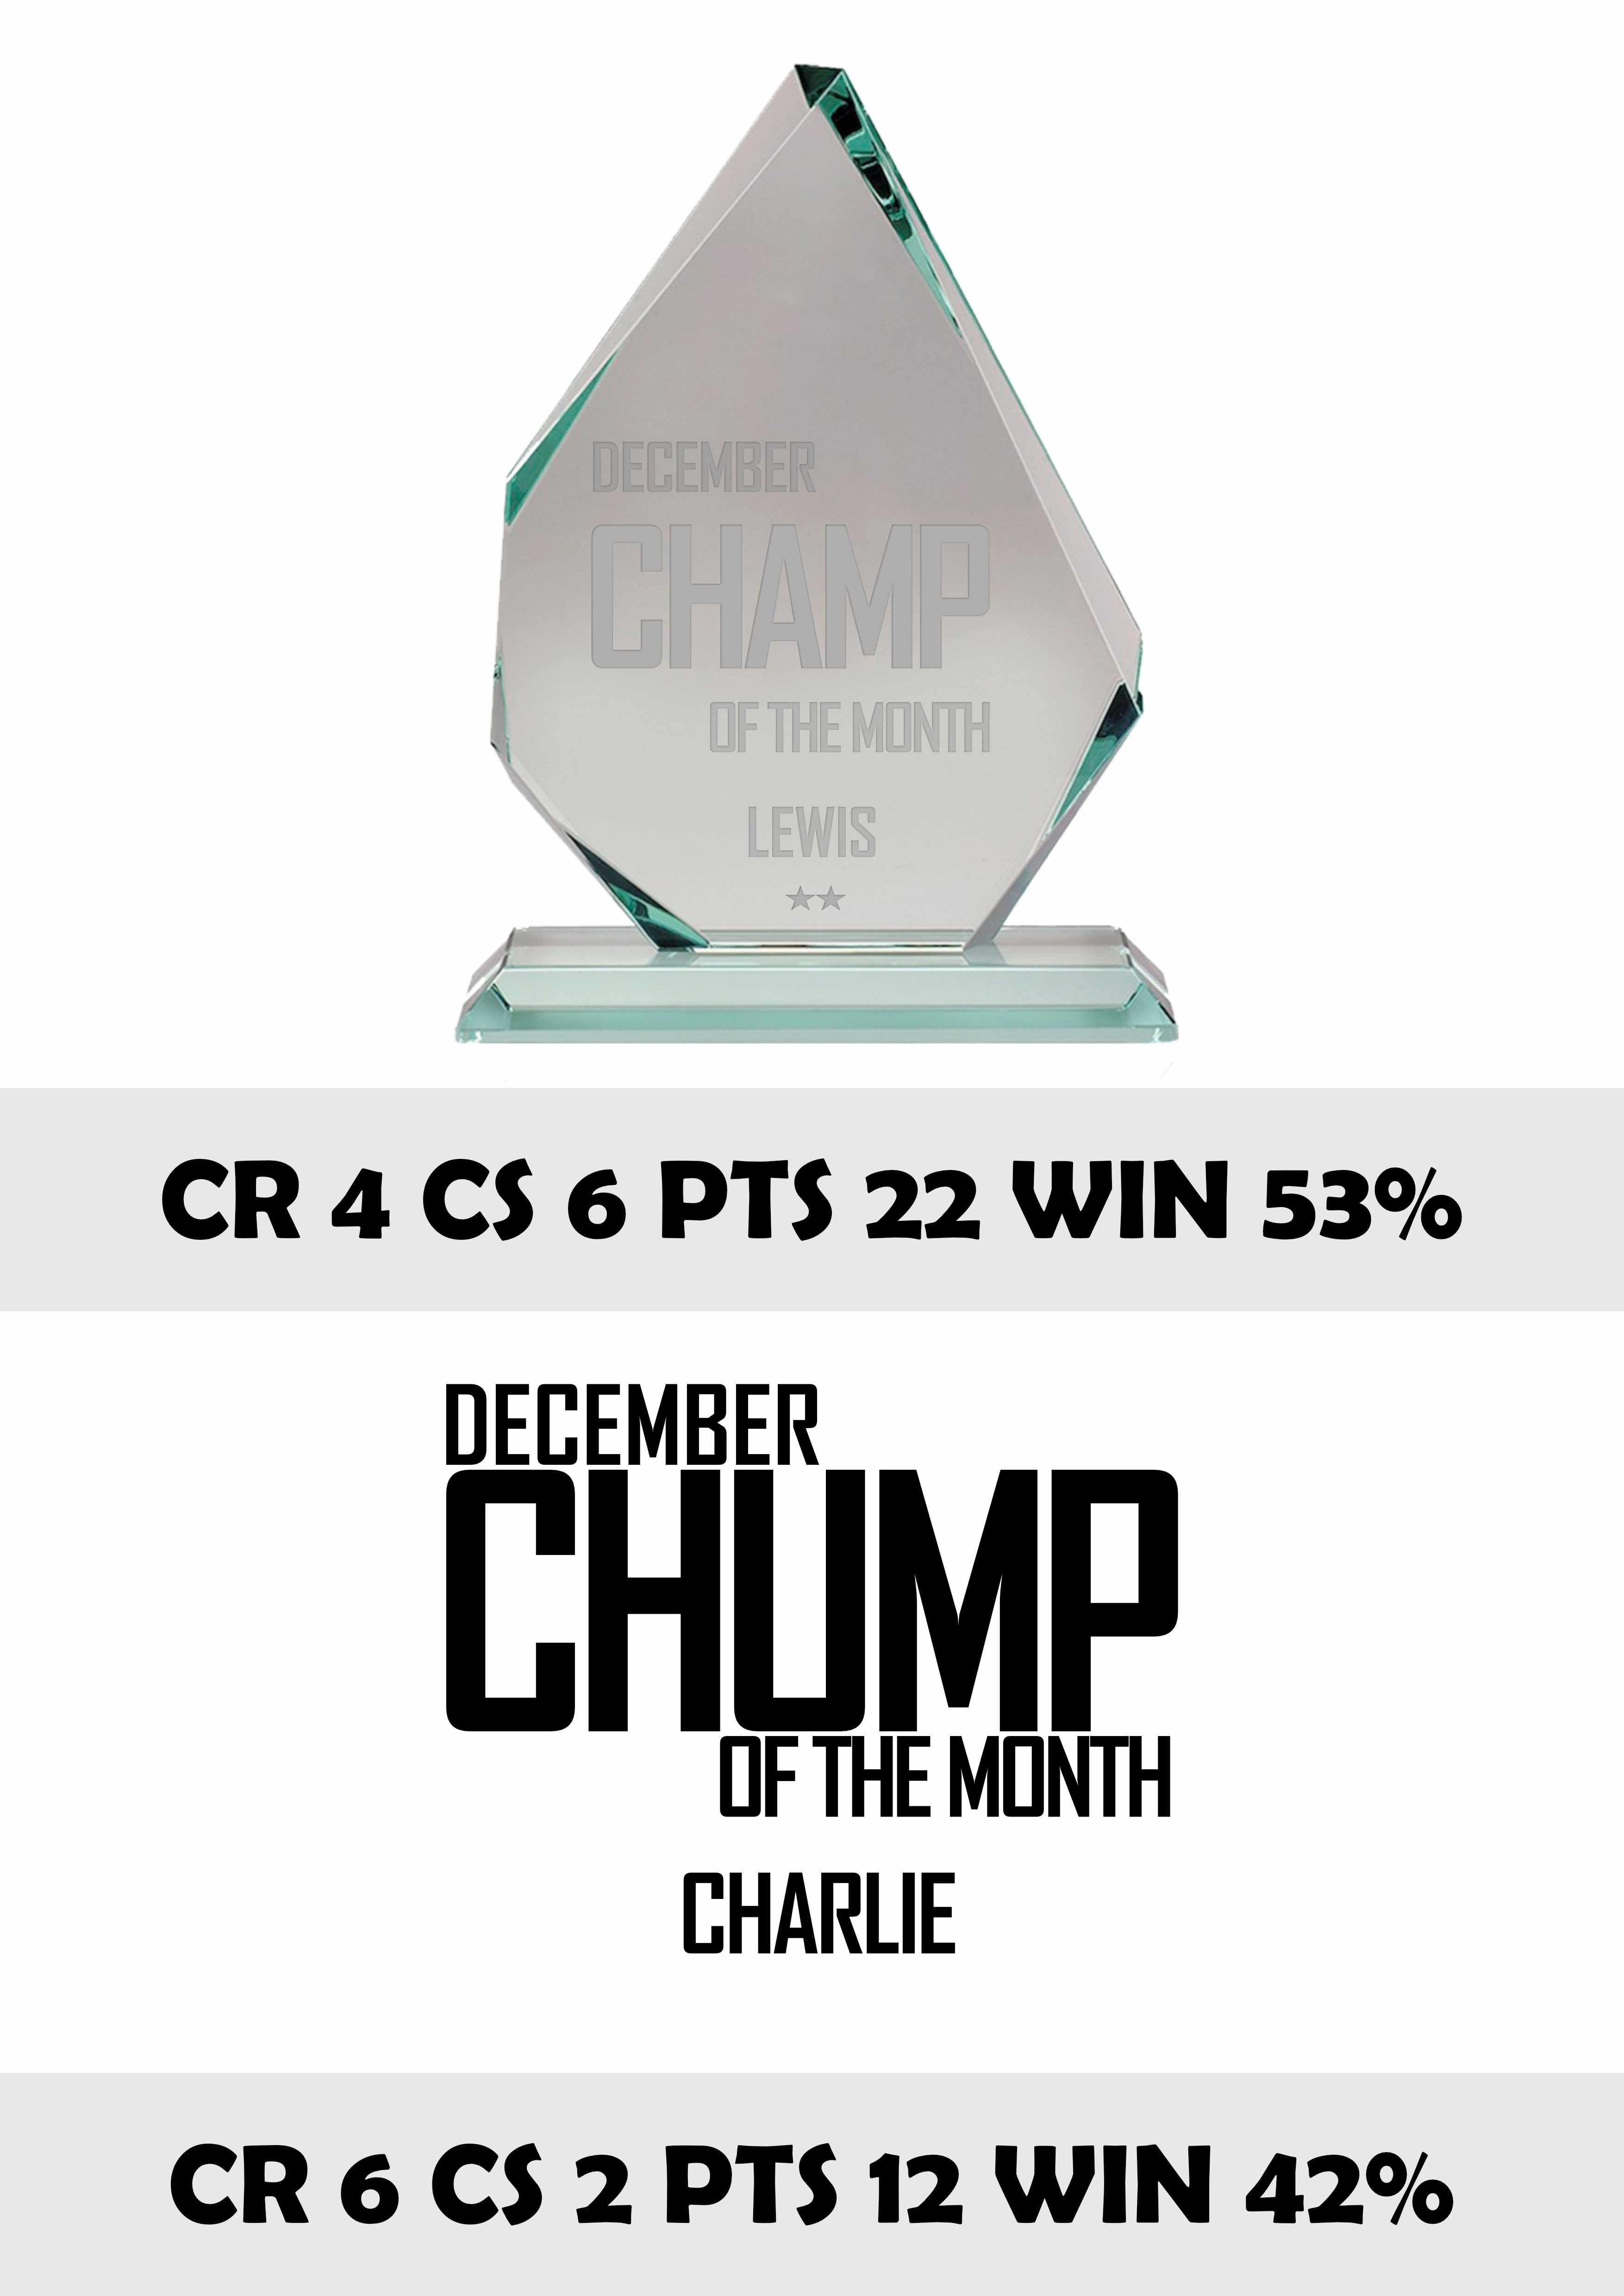 DECEMBER
CHAMP
OF THE MONTH
LEWIS
★★
CR 4 CS 6 PTS 22 WIN 53%
DECEMBER
CHUMP
OF THE MONTH
CHARLIE
CR 6 CS 2 PTS 12 WIN 42%